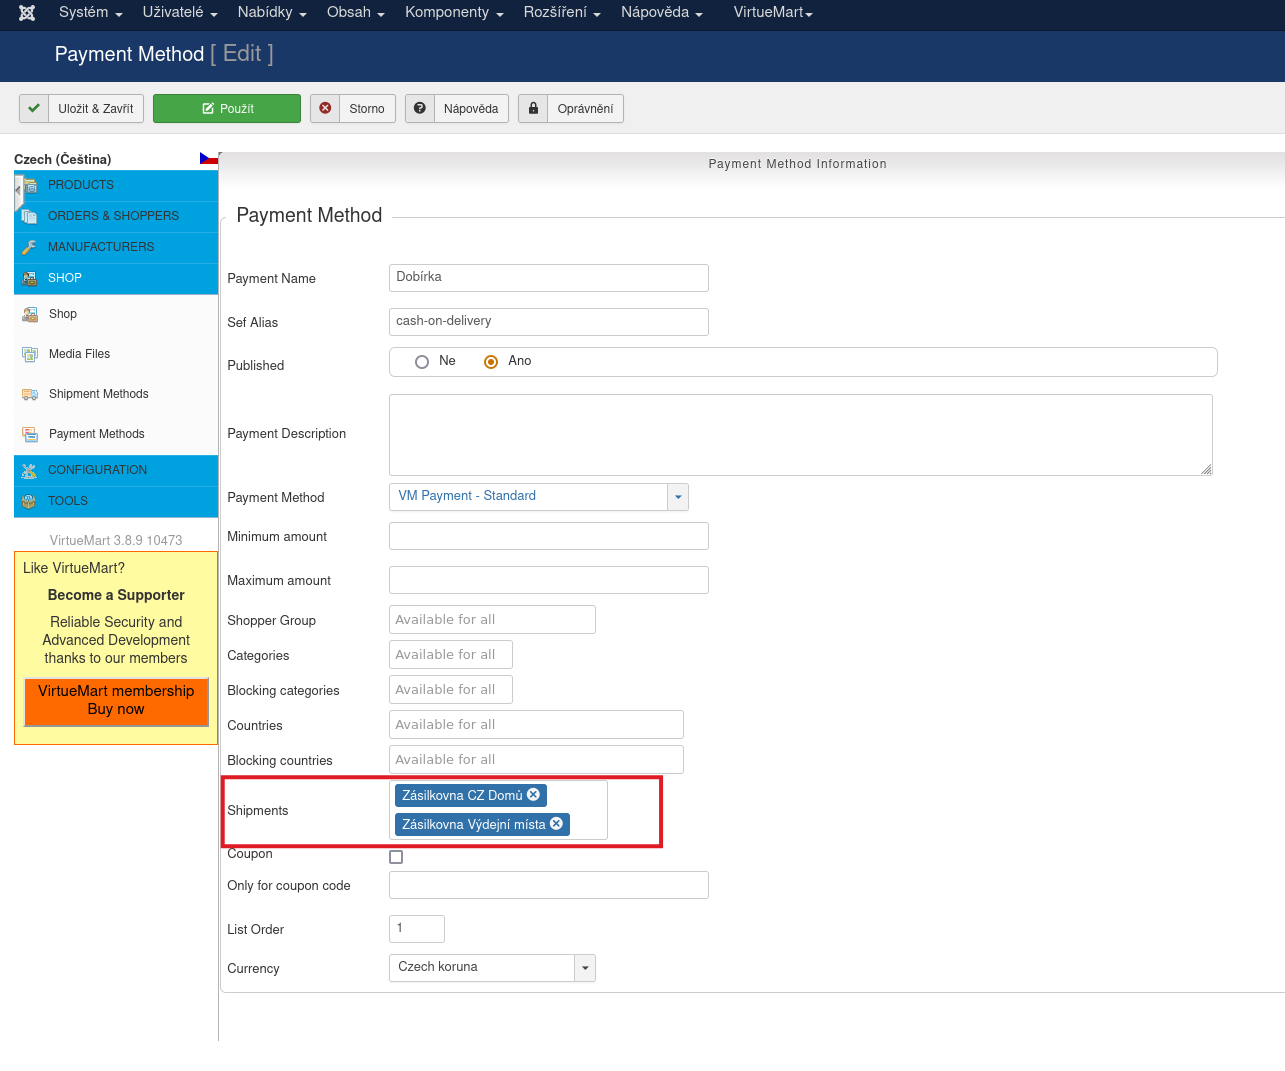 Systém Uživatelé Nabídky Obsah Komponenty Rozšíření Nápověda VirtueMart
Payment Method [ Edit ]
Uložit & Zavřít Použít Storno Nápověda Oprávnění
Czech (Čeština)
PRODUCTS
ORDERS & SHOPPERS
MANUFACTURERS
SHOP
Shop
Media Files
Shipment Methods
Payment Methods
CONFIGURATION
TOOLS
VirtueMart 3.8.9 10473
Like VirtueMart?
Become a Supporter
Reliable Security and
Advanced Development
thanks to our members
VirtueMart membership
Buy now
Payment Method Information
Payment Method
Payment Name Dobírka
Sef Alias cash-on-delivery
Published Ne Ano
Payment Description
Payment Method VM Payment - Standard
Minimum amount
Maximum amount
Shopper Group Available for all
Categories Available for all
Blocking categories Available for all
Countries Available for all
Blocking countries Available for all
Shipments Zásilkovna CZ Domů
Zásilkovna Výdejní místa
Coupon
Only for coupon code
List Order 1
Currency Czech koruna